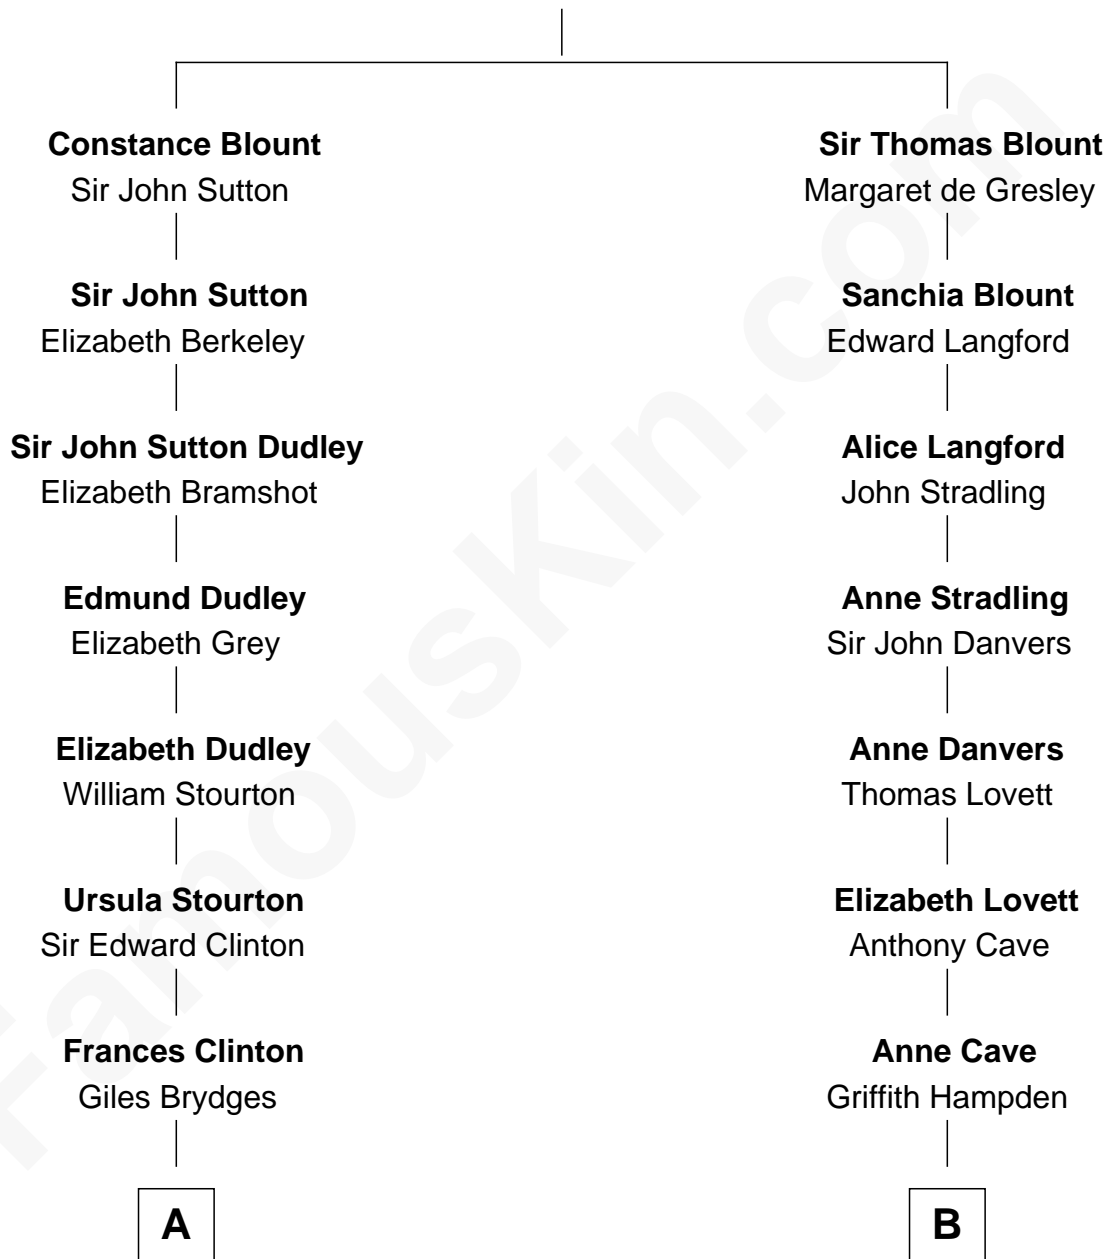 Constance Blount
Sir John Sutton
Sir Thomas Blount
Margaret de Gresley
Sir John Sutton
Elizabeth Berkeley
Sanchia Blount
Edward Langford
Sir John Sutton Dudley
Elizabeth Bramshot
Alice Langford
John Stradling
Edmund Dudley
Elizabeth Grey
Anne Stradling
Sir John Danvers
Elizabeth Dudley
William Stourton
Anne Danvers
Thomas Lovett
Ursula Stourton
Sir Edward Clinton
Elizabeth Lovett
Anthony Cave
Frances Clinton
Giles Brydges
Anne Cave
Griffith Hampden
A
B
FamousKin.com